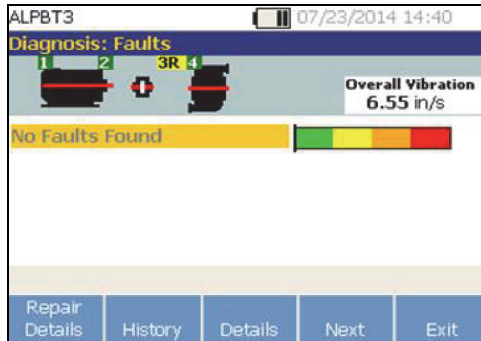 ALPBT3 07/23/2014 14:40
Diagnosis: Faults
1 2 3R 4
Overall Vibration
6.55 in/s
No Faults Found
Repair
Details History Details Next Exit